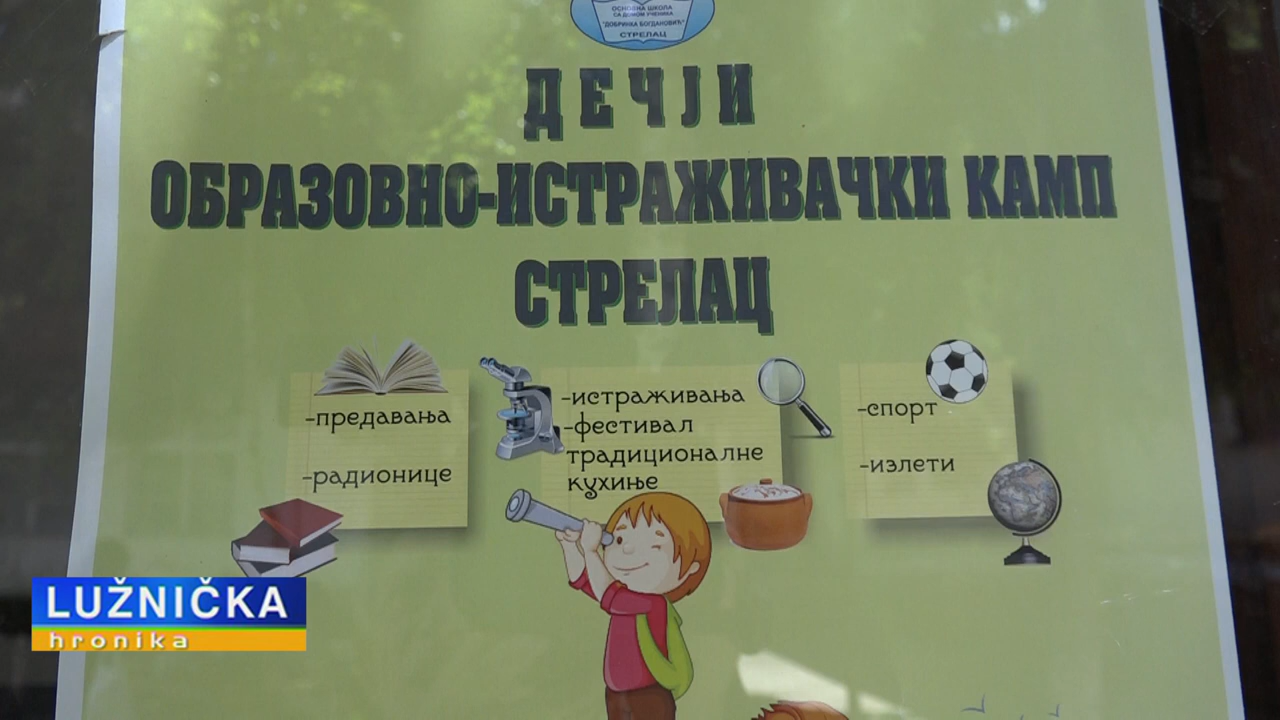 ОСНОВНА ШКОЛА
СА ДОМОМ УЧЕНИКА
"ДОБРИНКА БОГДАНОВИЋ"
СТРЕЛАЦ
ДЕЧЈИ
ОБРАЗОВНО-ИСТРАЖИВАЧКИ КАМП
СТРЕЛАЦ
-предавања
-радионице
-истраживања
-фестивал
традиционалне
кухиње
-спорт
-излети
LUŽNIČKA
hronika